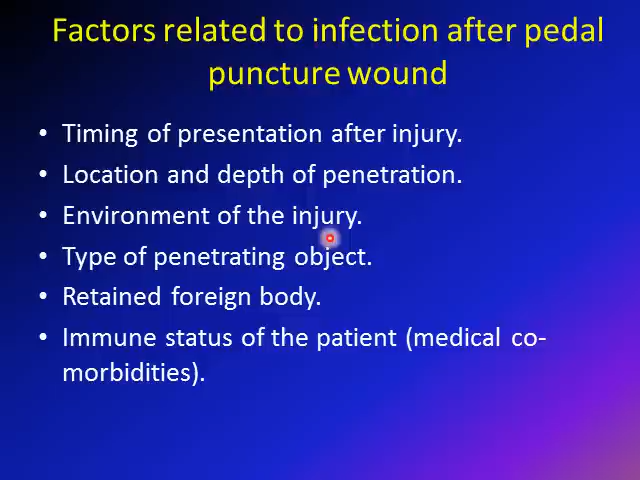 Factors related to infection after pedal
puncture wound
• Timing of presentation after injury.
• Location and depth of penetration.
• Environment of the injury.
• Type of penetrating object.
• Retained foreign body.
• Immune status of the patient (medical co-
morbidities).